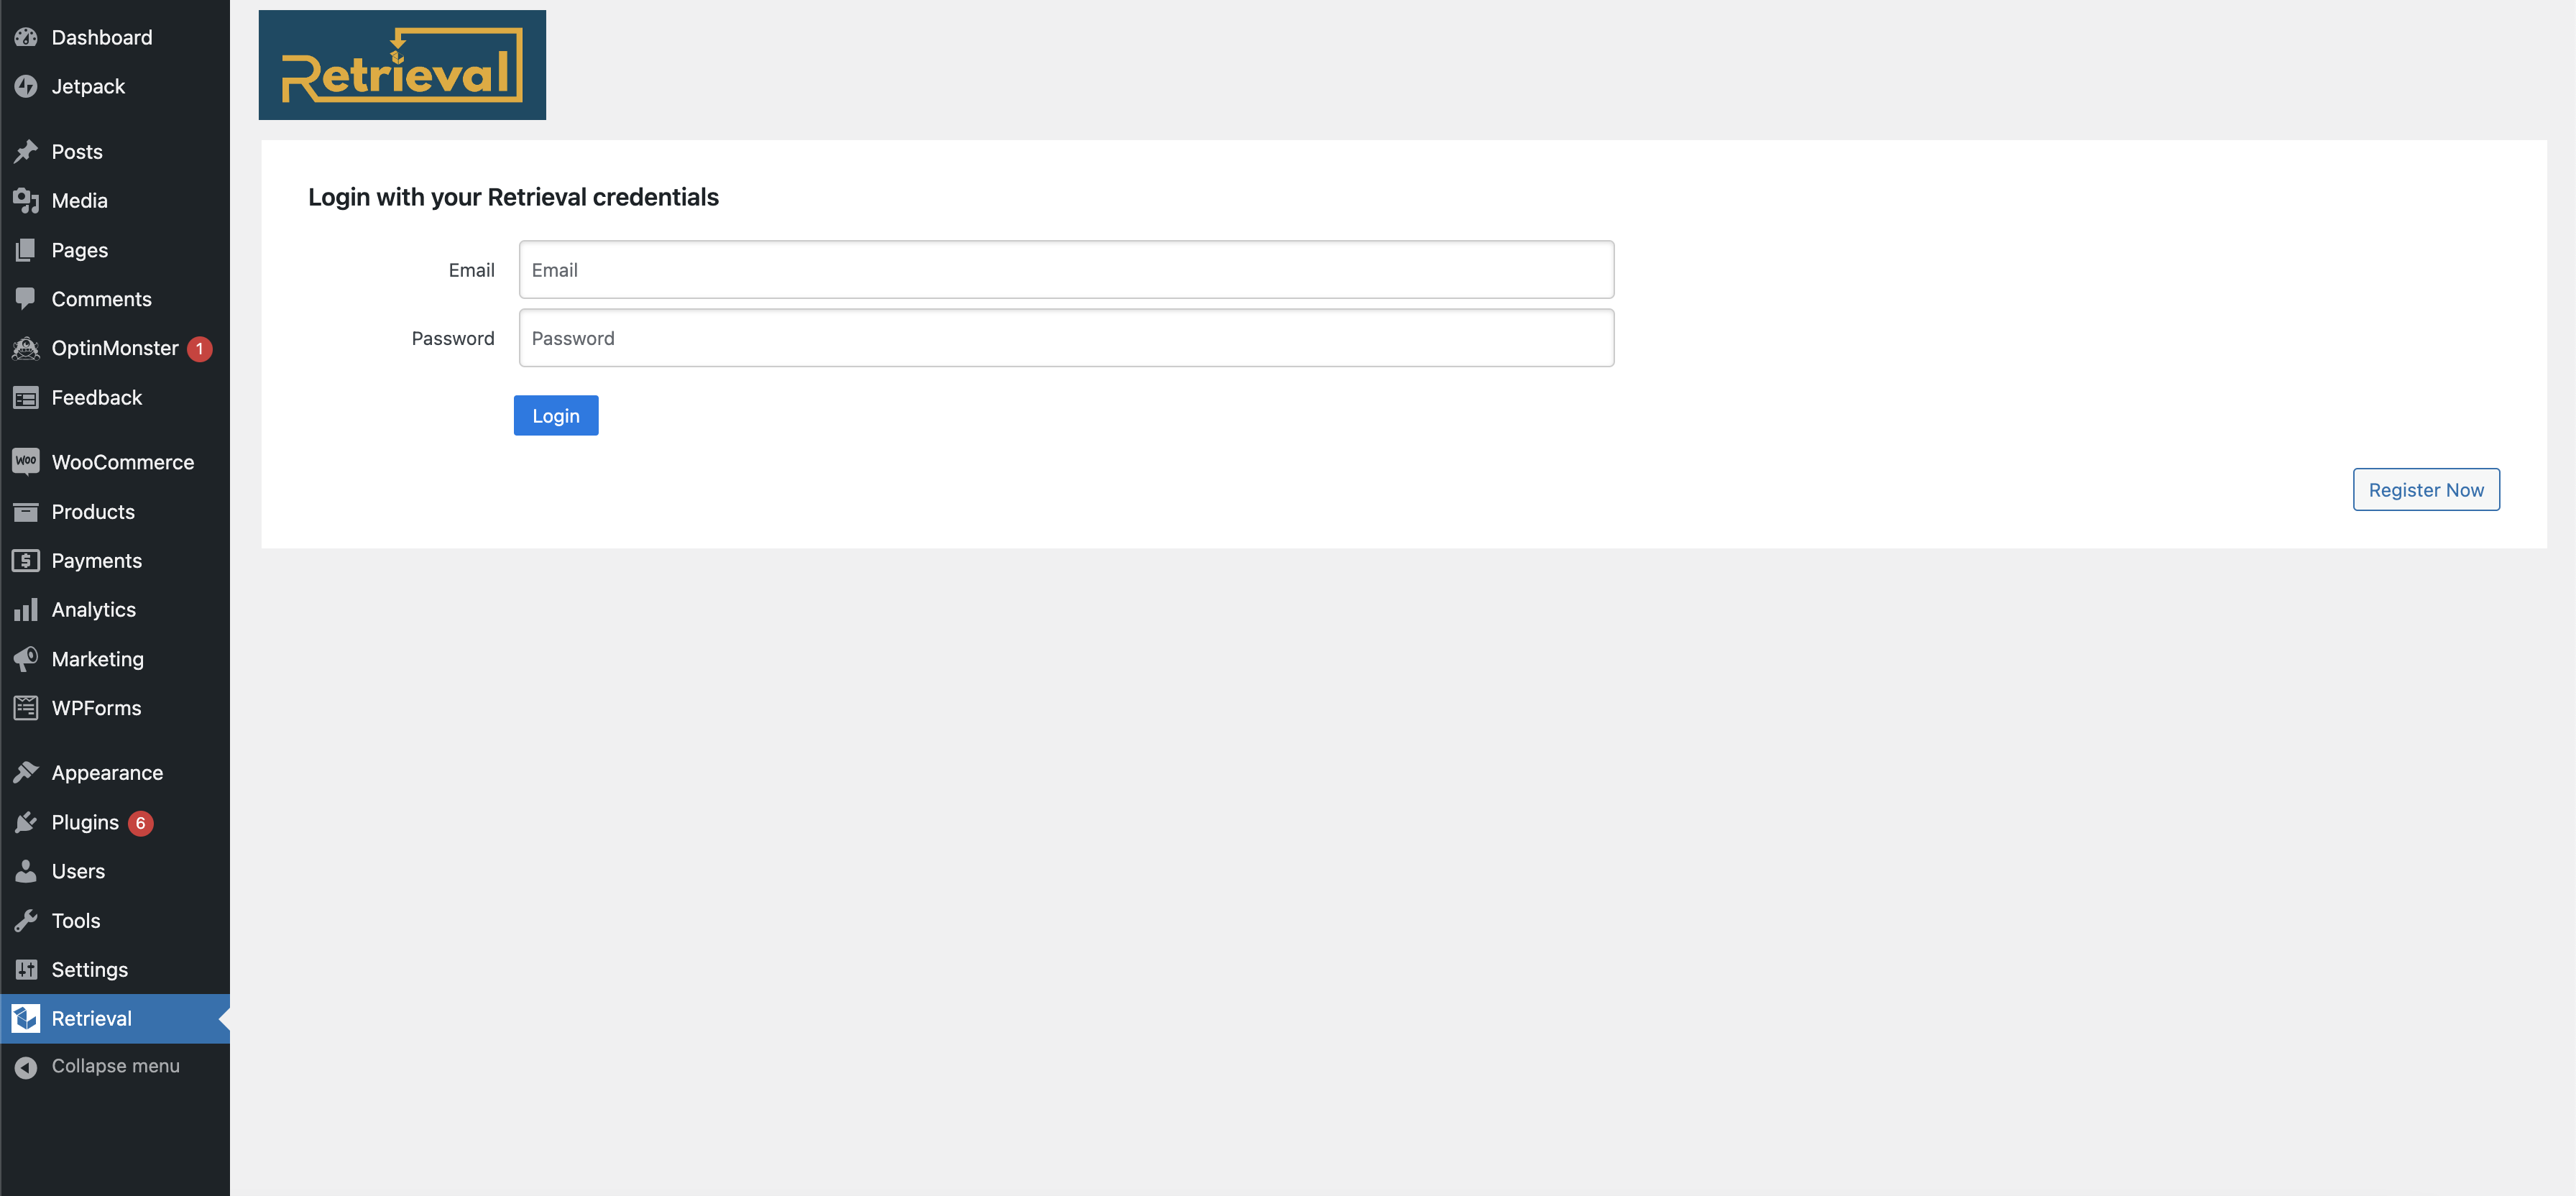 Dashboard
Jetpack
Posts
Media
Pages
Comments
OptinMonster 1
Feedback
Woo WooCommerce
Products
Payments
Analytics
Marketing
WPForms
Appearance
Plugins 6
Users
Tools
Settings
Retrieval
Collapse menu
Retrieval
Login with your Retrieval credentials
Email Email
Password Password
Login
Register Now